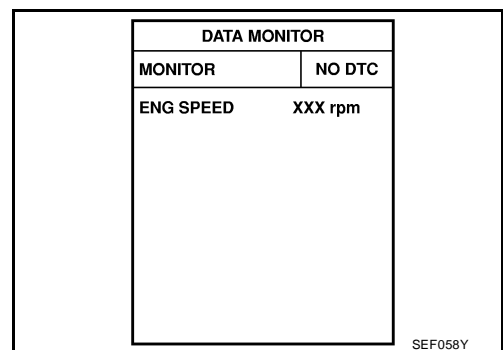 DATA MONITOR
MONITOR NO DTC
ENG SPEED XXX rpm
SEF058Y